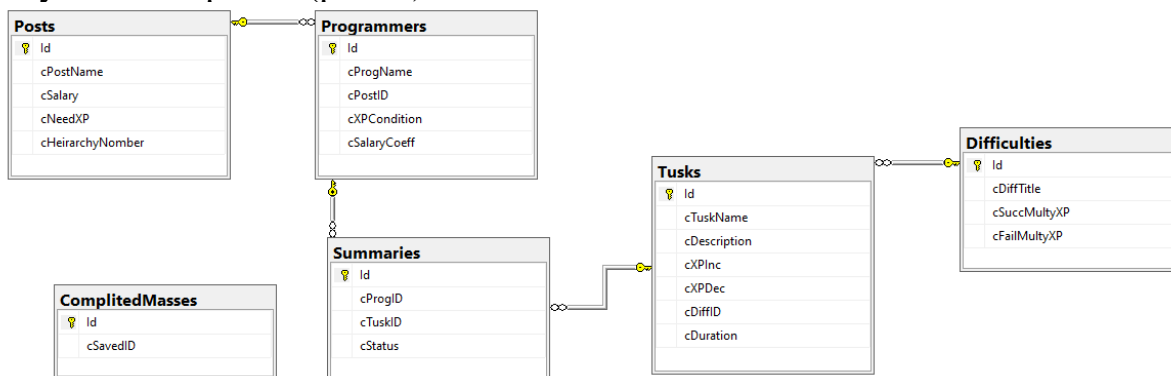 Posts
Id
cPostName
cSalary
cNeedXP
cHeirarchyNomber
Programmers
Id
cProgName
cPostID
cXPCondition
cSalaryCoeff
Tusks
Id
cTuskName
cDescription
cXPInc
cXPDec
cDiffID
cDuration
Difficulties
Id
cDiffTitle
cSuccMultyXP
cFailMultyXP
Summaries
Id
cProgID
cTuskID
cStatus
ComplitedMasses
Id
cSavedID